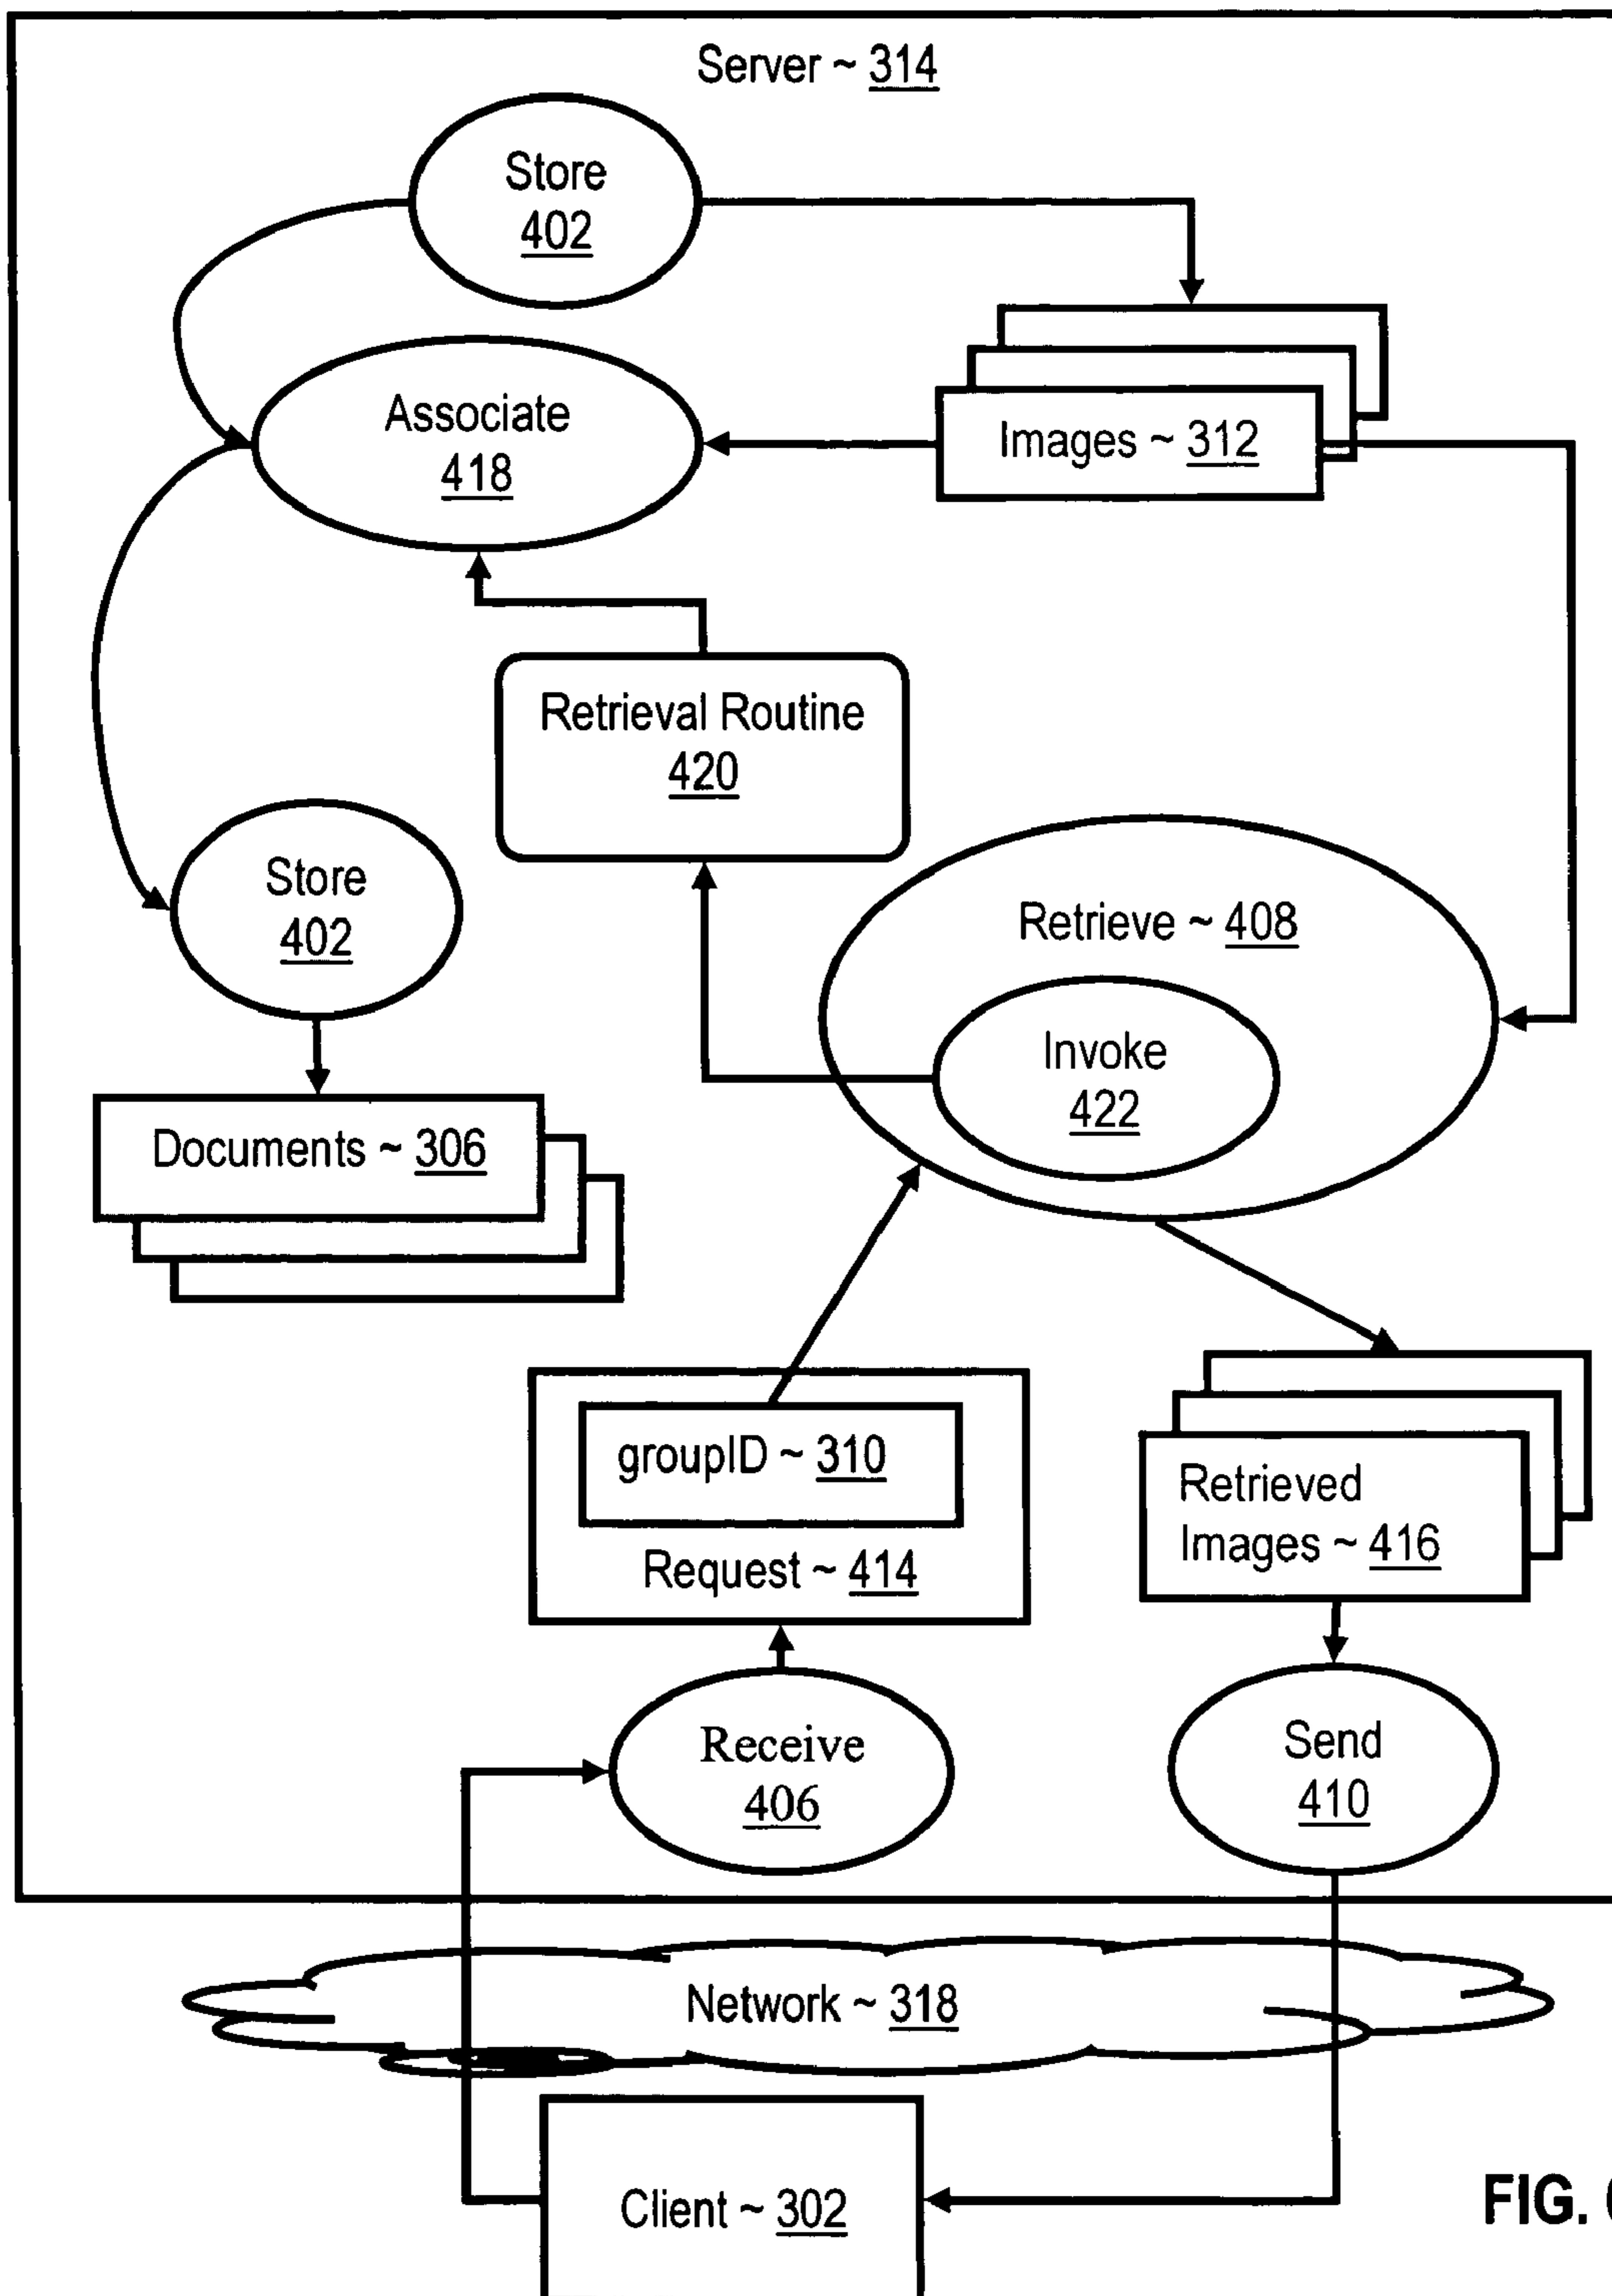 Server ~ 314
Store
402
Associate
418
Images ~ 312
Retrieval Routine
420
Store
402
Retrieve ~ 408
Invoke
422
Documents ~ 306
groupID ~ 310
Request ~ 414
Retrieved
Images ~ 416
Receive
406
Send
410
Network ~ 318
Client ~ 302
FIG.